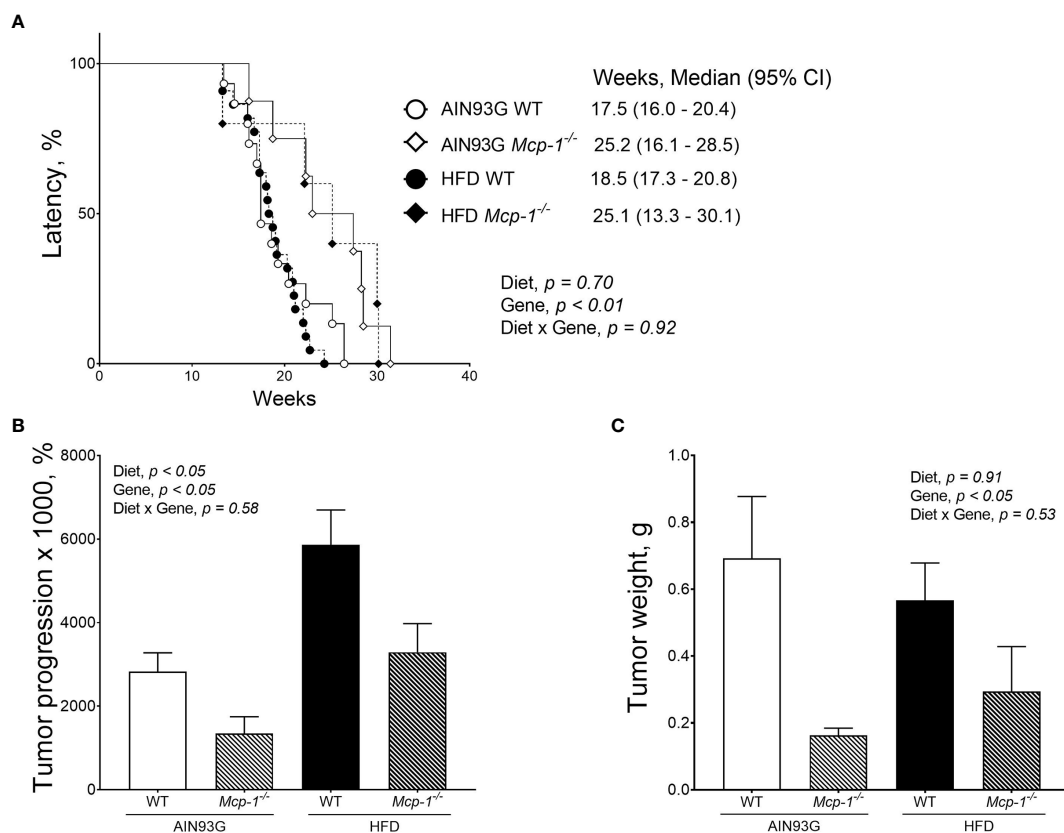 A
Latency, %
100
50
0
0 10 20 30 40
Weeks
Weeks, Median (95% CI)
AIN93G WT 17.5 (16.0 - 20.4)
AIN93G Mcp-1-/- 25.2 (16.1 - 28.5)
HFD WT 18.5 (17.3 - 20.8)
HFD Mcp-1-/- 25.1 (13.3 - 30.1)
Diet, p = 0.70
Gene, p < 0.01
Diet x Gene, p = 0.92
B
Tumor progression x 1000, %
8000
6000
4000
2000
0
Diet, p < 0.05
Gene, p < 0.05
Diet x Gene, p = 0.58
WT Mcp-1-/- WT Mcp-1-/-
AIN93G HFD
C
Tumor weight, g
1.0
0.8
0.6
0.4
0.2
0.0
Diet, p = 0.91
Gene, p < 0.05
Diet x Gene, p = 0.53
WT Mcp-1-/- WT Mcp-1-/-
AIN93G HFD